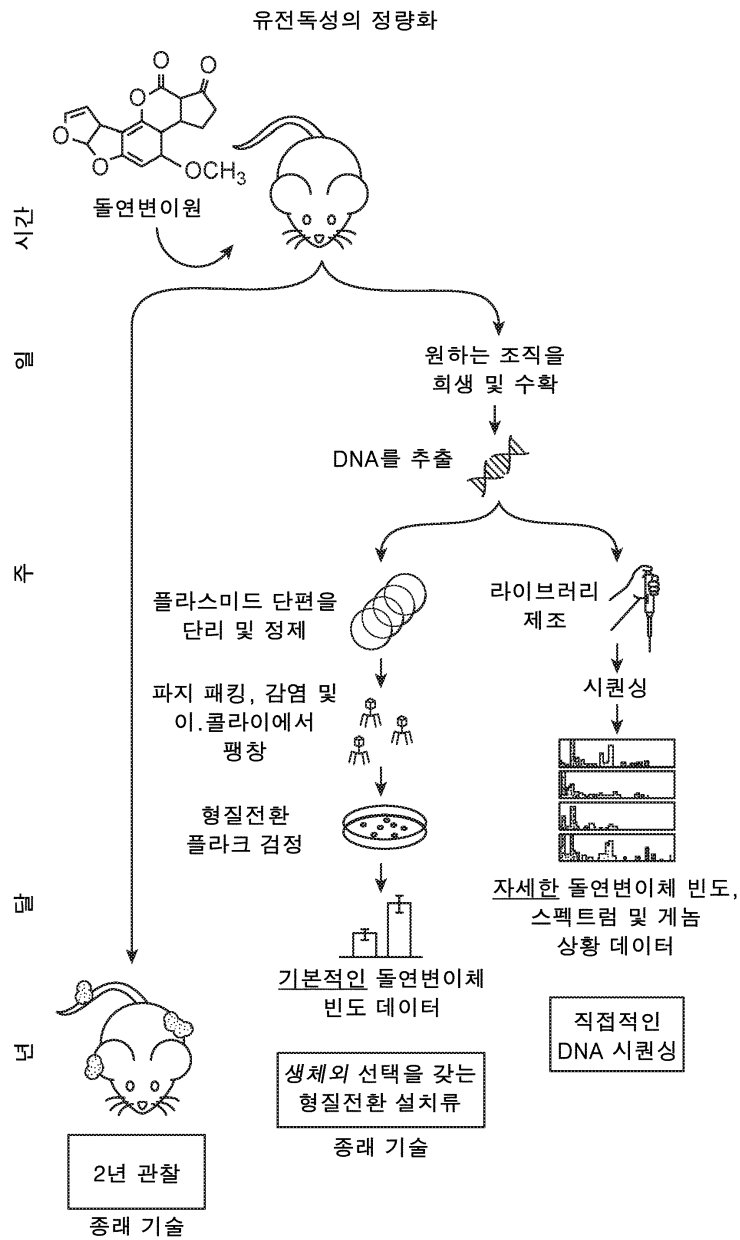 유전독성의 정량화
O
O
O
O
O
OCH3
돌연변이원
시간
일
주
달
년
원하는 조직을
희생 및 수확
DNA를 추출
플라스미드 단편을
단리 및 정제
파지 패킹, 감염 및
이.콜라이에서
팽창
형질전환
플라크 검정
기본적인 돌연변이체
빈도 데이터
생체외 선택을 갖는
형질전환 설치류
종래 기술
라이브러리
제조
시퀀싱
자세한 돌연변이체 빈도,
스펙트럼 및 게놈
상황 데이터
직접적인
DNA 시퀀싱
2년 관찰
종래 기술